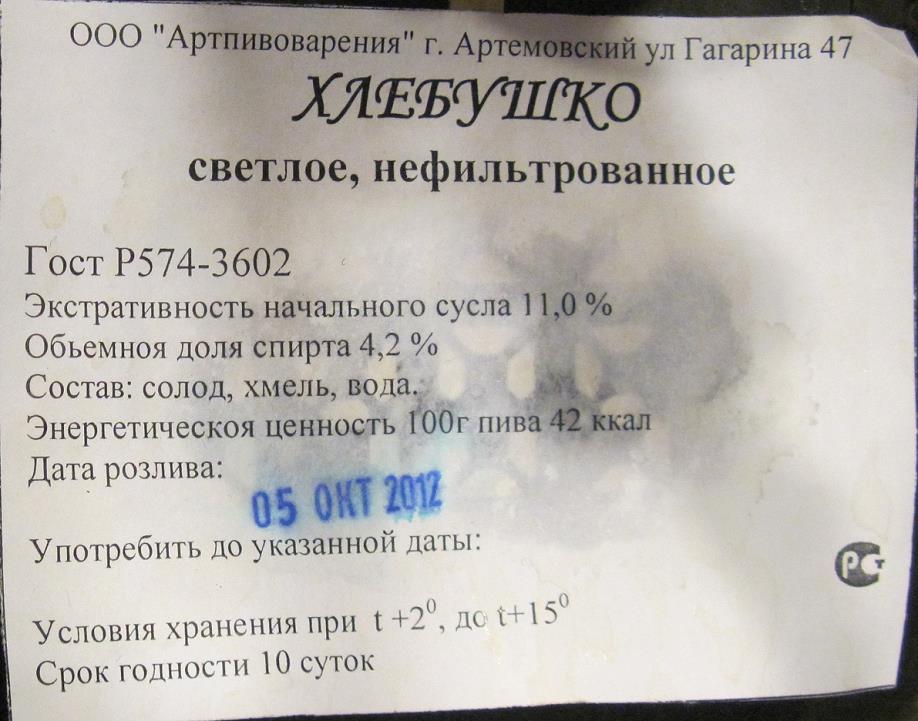 ООО "Артпивоварения" г. Артемовский ул Гагарина 47
ХЛЕБУШКО
светлое, нефильтрованное
Гост Р574-3602
Экстративность начального сусла 11,0 %
Обьемноя доля спирта 4,2 %
Состав: солод, хмель, вода.
Энергетическоя ценность 100г пива 42 ккал
Дата розлива:
05 ОКТ 2012
Употребить до указанной даты:
РСТ
Условия хранения при t +2⁰, до t+15⁰
Срок годности 10 суток